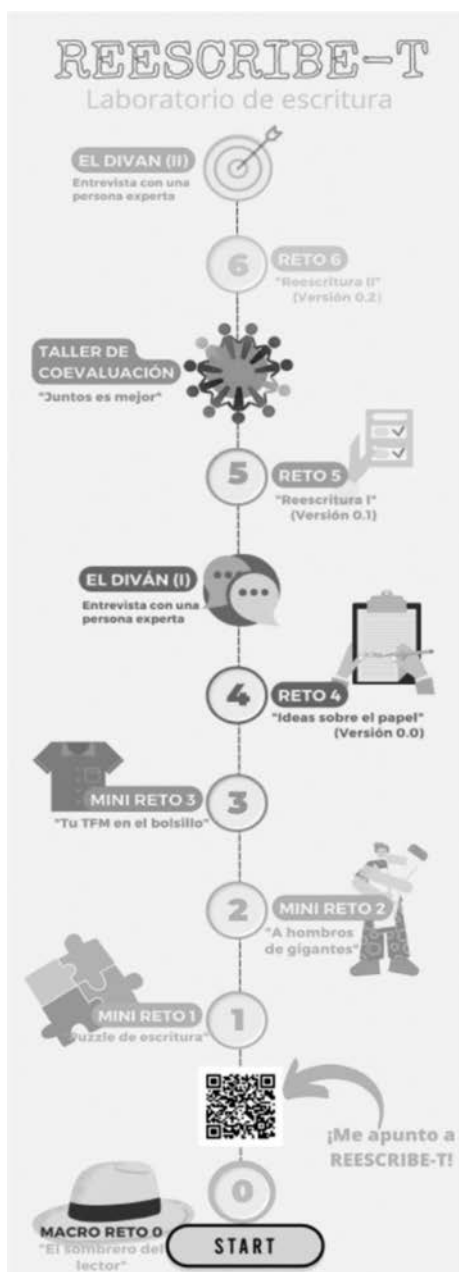 REESCRIBE-T
Laboratorio de escritura
EL DIVAN (II)
Entrevista con una
persona experta
6
RETO 6
"Reescritura II"
(Versión 0.2)
TALLER DE
COEVALUACIÓN
"Juntos es mejor"
5
RETO 5
"Reescritura I"
(Versión 0.1)
EL DIVÁN (I)
Entrevista con una
persona experta
4
RETO 4
"Ideas sobre el papel"
(Versión 0.0)
MINI RETO 3
3
"Tu TFM en el bolsillo"
2
MINI RETO 2
"A hombros
de gigantes"
MINI RETO 1
1
"Puzzle de escritura"
¡Me apunto a
REESCRIBE-T!
0
MACRO RETO 0
"El sombrero del
lector"
START